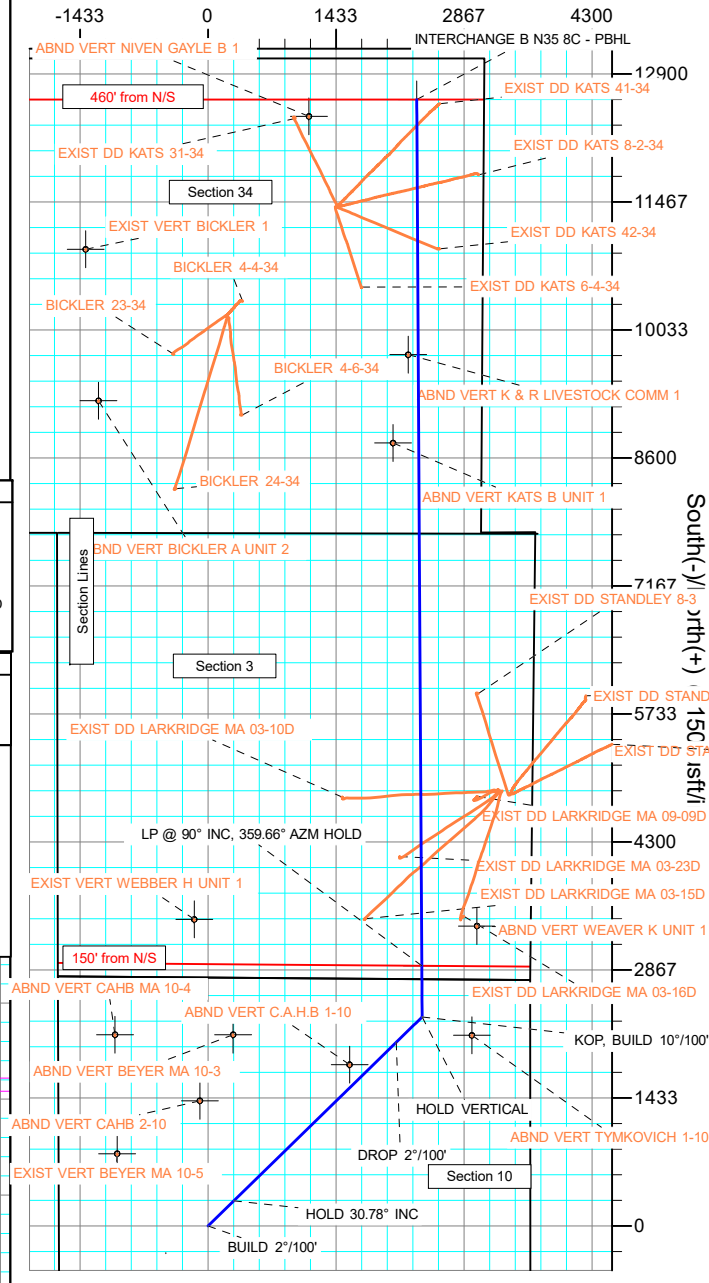 -1433 0 1433 2867 4300
INTERCHANGE B N35 8C - PBHL
ABND VERT NIVEN GAYLE B 1
12900
460' from N/S
EXIST DD KATS 41-34
EXIST DD KATS 31-34
EXIST DD KATS 8-2-34
Section 34
11467
EXIST VERT BICKLER 1
EXIST DD KATS 42-34
BICKLER 4-4-34
EXIST DD KATS 6-4-34
BICKLER 23-34
10033
BICKLER 4-6-34
ABND VERT K & R LIVESTOCK COMM 1
8600
BICKLER 24-34
ABND VERT KATS B UNIT 1
BND VERT BICKLER A UNIT 2
Section Lines
7167
EXIST DD STANDLEY 8-3
Section 3
EXIST DD STAND
5733
EXIST DD LARKRIDGE MA 03-10D
EXIST DD STA
EXIST DD LARKRIDGE MA 09-09D
LP @ 90° INC, 359.66° AZM HOLD
4300
EXIST DD LARKRIDGE MA 03-23D
EXIST VERT WEBBER H UNIT 1
EXIST DD LARKRIDGE MA 03-15D
ABND VERT WEAVER K UNIT 1
150' from N/S
2867
ABND VERT CAHB MA 10-4
EXIST DD LARKRIDGE MA 03-16D
ABND VERT C.A.H.B 1-10
KOP, BUILD 10°/100'
ABND VERT BEYER MA 10-3
1433
HOLD VERTICAL
ABND VERT CAHB 2-10
ABND VERT TYMKOVICH 1-10
DROP 2°/100'
EXIST VERT BEYER MA 10-5
Section 10
HOLD 30.78° INC
0
BUILD 2°/100'
South(-)/ orth(+) 150 usft/i